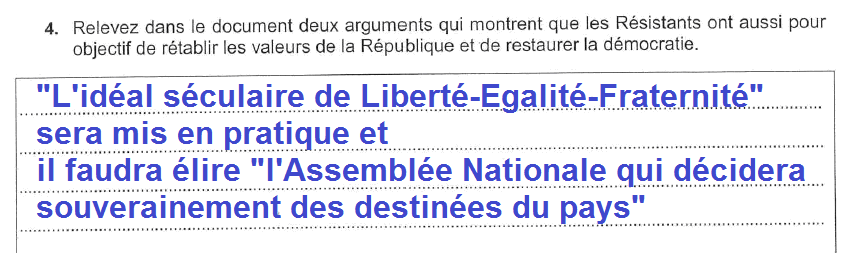 4. Relevez dans le document deux arguments qui montrent que les Résistants ont aussi pour
objectif de rétablir les valeurs de la République et de restaurer la démocratie.
"L'idéal séculaire de Liberté-Egalité-Fraternité"
sera mis en pratique et
il faudra élire "l'Assemblée Nationale qui décidera
souverainement des destinées du pays"